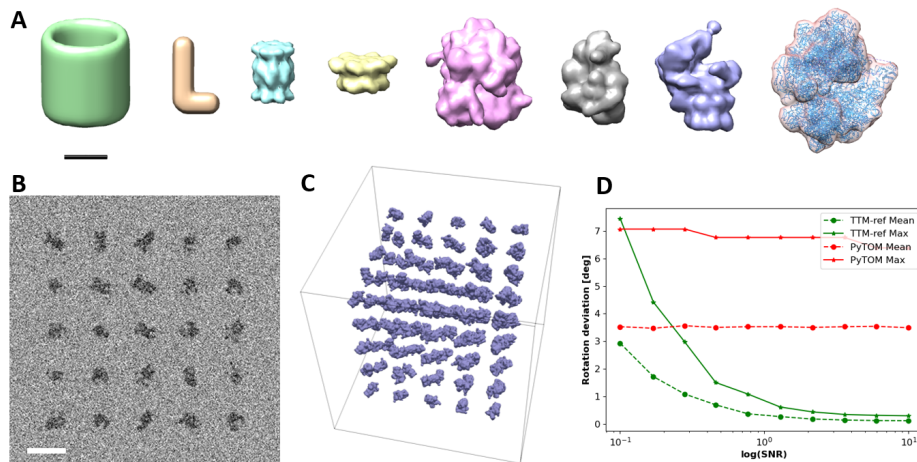 A
B
C
D
TTM-ref Mean
TTM-ref Max
PyTOM Mean
PyTOM Max
Rotation deviation [deg]
7
6
5
4
3
2
1
0
10⁻¹
10⁰
10¹
log(SNR)